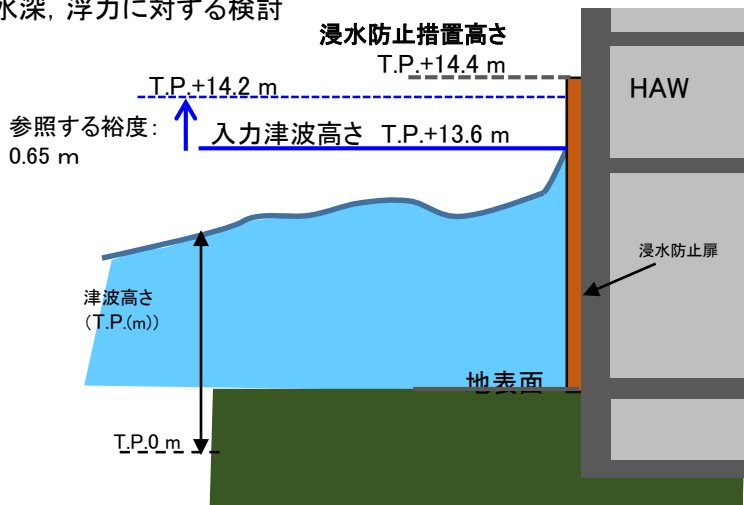 水深, 浮力に対する検討
浸水防止措置高さ
T.P.+14.4 m
T.P.+14.2 m
HAW
参照する裕度:
0.65 m
入力津波高さ T.P.+13.6 m
浸水防止扉
津波高さ
(T.P.(m))
地表面
T.P.0 m